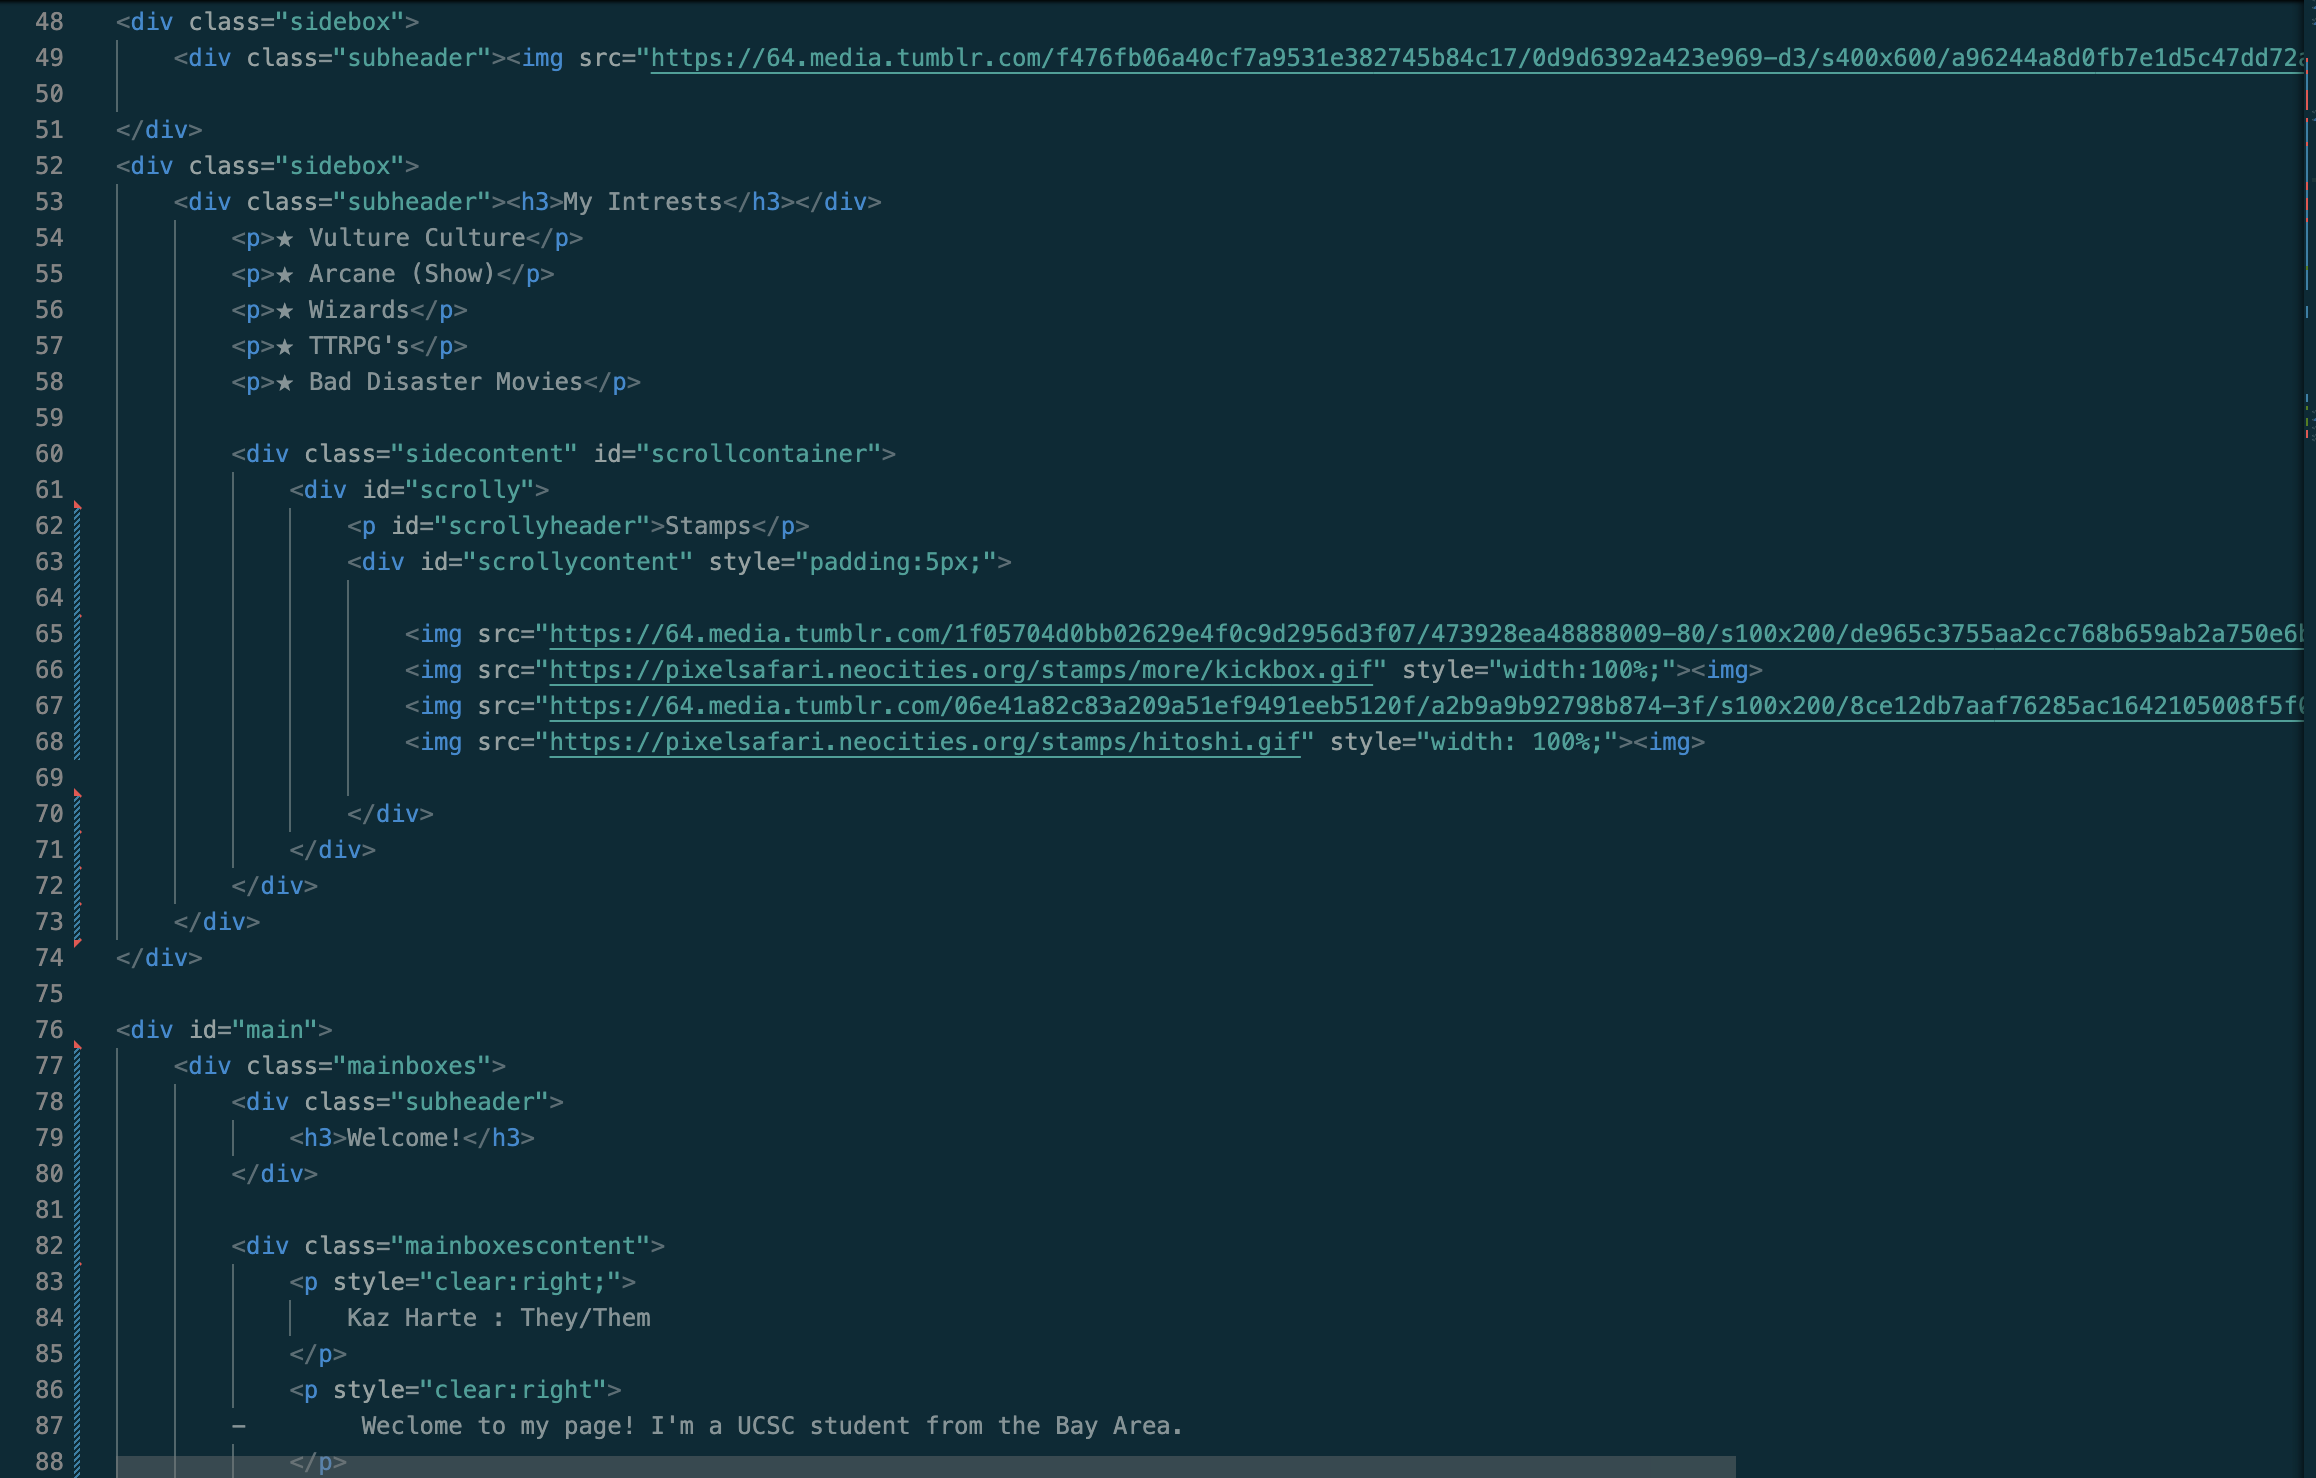 48 <div class="sidebox">
49 <div class="subheader"><img src="https://64.media.tumblr.com/f476fb06a40cf7a9531e382745b84c17/0d9d6392a423e969-d3/s400x600/a96244a8d0fb7e1d5c47dd72
50
51 </div>
52 <div class="sidebox">
53 <div class="subheader"><h3>My Intrests</h3></div>
54 <p>★ Vulture Culture</p>
55 <p>★ Arcane (Show)</p>
56 <p>★ Wizards</p>
57 <p>★ TTRPG's</p>
58 <p>★ Bad Disaster Movies</p>
59
60 <div class="sidecontent" id="scrollcontainer">
61 <div id="scrolly">
62 <p id="scrollyheader">Stamps</p>
63 <div id="scrollycontent" style="padding:5px;">
64
65 <img src="https://64.media.tumblr.com/1f05704d0bb02629e4f0c9d2956d3f07/473928ea48888009-80/s100x200/de965c3755aa2cc768b659ab2a750e6b
66 <img src="https://pixelsafari.neocities.org/stamps/more/kickbox.gif" style="width:100%;"><img>
67 <img src="https://64.media.tumblr.com/06e41a82c83a209a51ef9491eeb5120f/a2b9a9b92798b874-3f/s100x200/8ce12db7aaf76285ac1642105008f5f
68 <img src="https://pixelsafari.neocities.org/stamps/hitoshi.gif" style="width: 100%;"><img>
69
70 </div>
71 </div>
72 </div>
73 </div>
74 </div>
75
76 <div id="main">
77 <div class="mainboxes">
78 <div class="subheader">
79 <h3>Welcome!</h3>
80 </div>
81
82 <div class="mainboxescontent">
83 <p style="clear:right;">
84 Kaz Harte : They/Them
85 </p>
86 <p style="clear:right">
87 – Weclome to my page! I'm a UCSC student from the Bay Area.
88 </p>